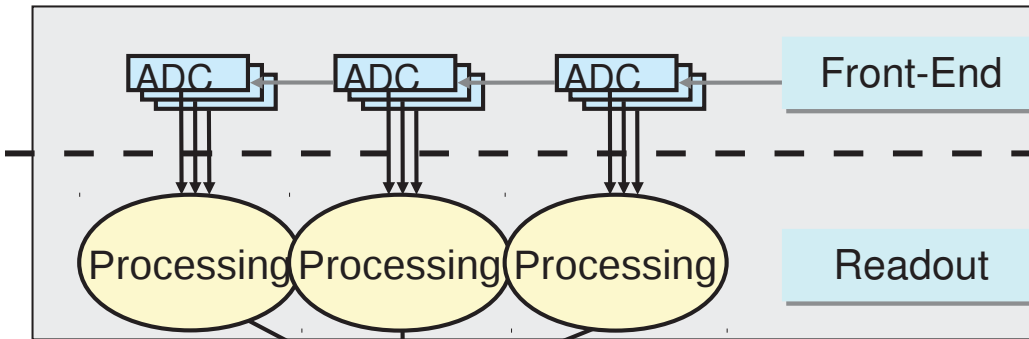 ADC ADC ADC Front-End
Processing Processing Processing Readout